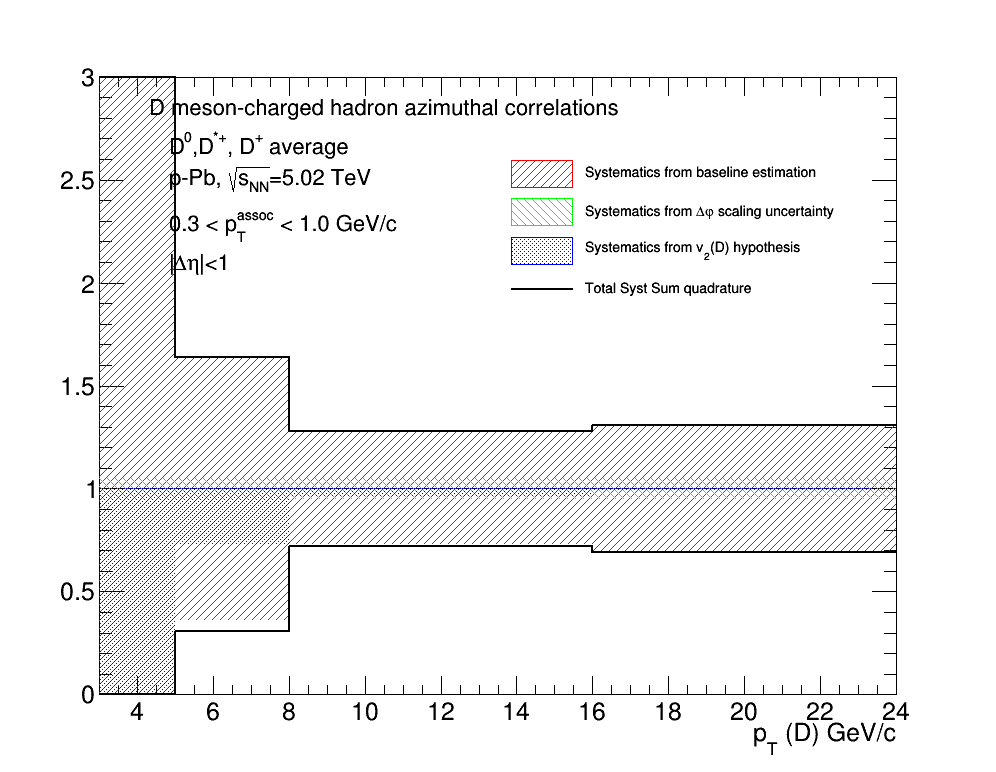 D meson-charged hadron azimuthal correlations
D0,D*+, D+ average
p-Pb, √sNN=5.02 TeV
0.3 < pTassoc < 1.0 GeV/c
|Δη|<1
Systematics from baseline estimation
Systematics from Δφ scaling uncertainty
Systematics from v2(D) hypothesis
Total Syst Sum quadrature
3
2.5
2
1.5
1
0.5
0
4 6 8 10 12 14 16 18 20 22 24
pT (D) GeV/c